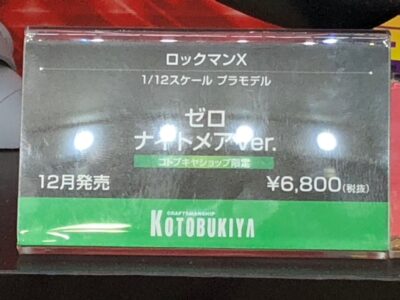 ロックマンX
1/12スケール プラモデル
ゼロ
ナイトメアVer.
コトブキヤショップ限定
12月発売
¥6,800(税抜)
CRAFTSMANSHIP
KOTOBUKIYA